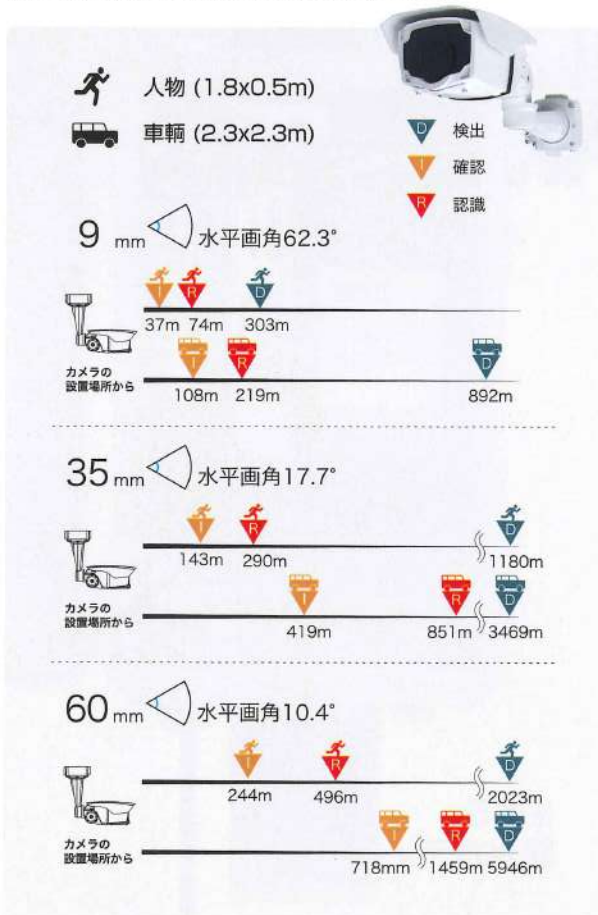 人物 (1.8x0.5m)
車輌 (2.3x2.3m)
D 検出
I 確認
R 認識
9 mm 水平画角62.3°
I R D
37m 74m 303m
カメラの
設置場所から
I R D
108m 219m 892m
35 mm 水平画角17.7°
I R D
143m 290m 1180m
カメラの
設置場所から
I R D
419m 851m 3469m
60 mm 水平画角10.4°
I R D
244m 496m 2023m
カメラの
設置場所から
I R D
718mm 1459m 5946m